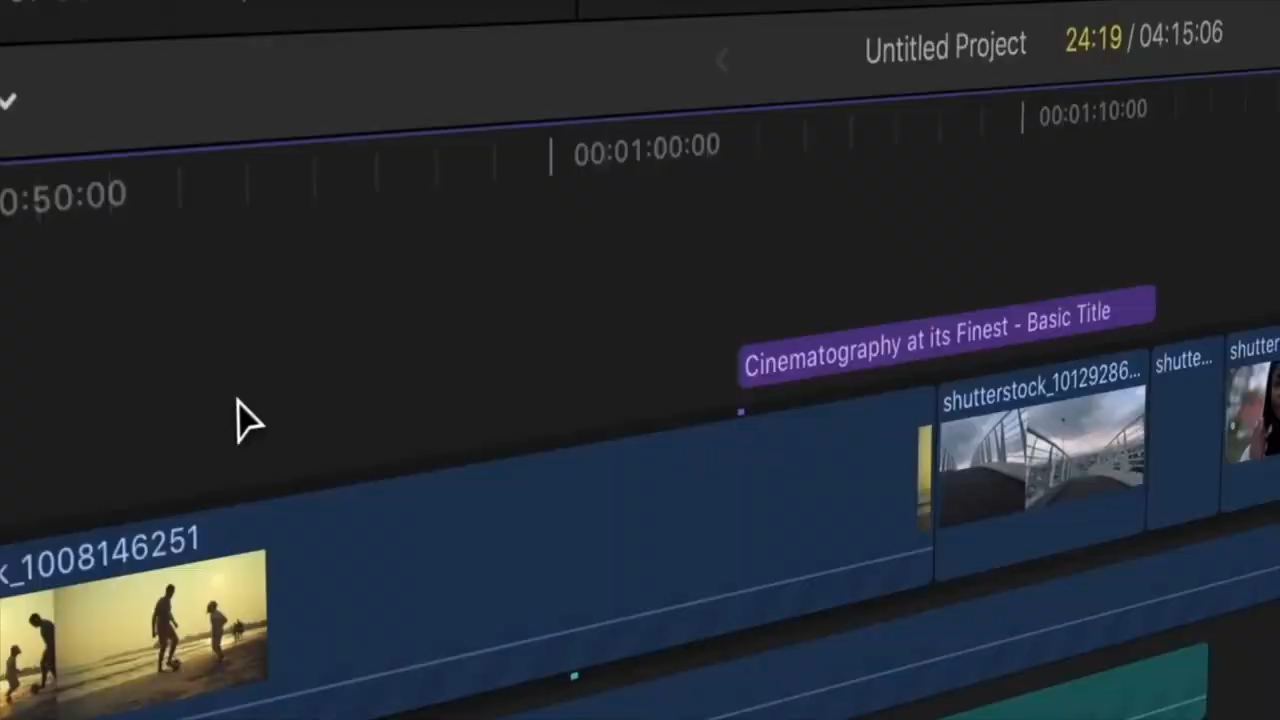 Untitled Project 24:19 / 04:15:06
0:50:00 00:01:00:00 00:01:10:00
Cinematography at its Finest - Basic Title
k_1008146251
shutterstock_10129286...
shutte...
shutter